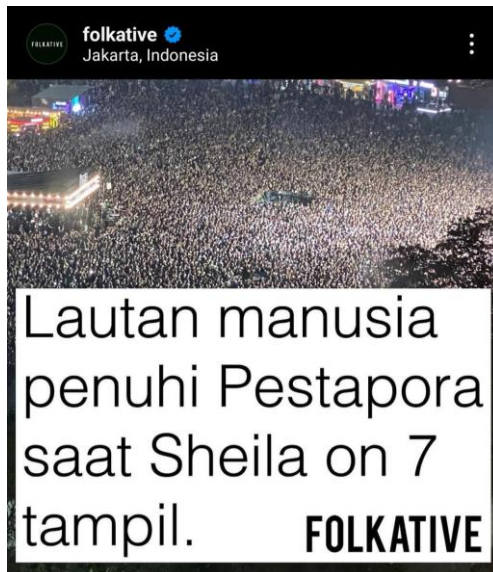 FOLKATIVE
folkative
Jakarta, Indonesia
Lautan manusia
penuhi Pestapora
saat Sheila on 7
tampil.
FOLKATIVE